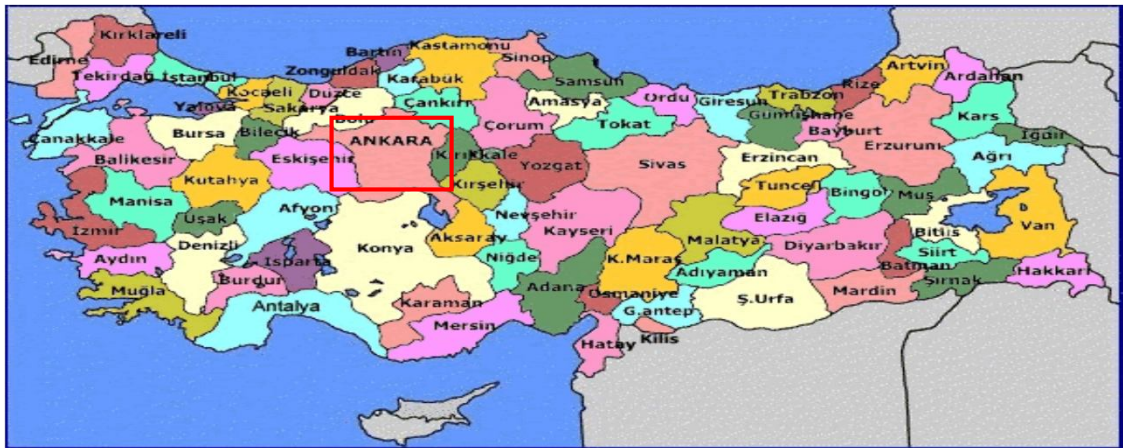 Kırklareli
Edirne
Tekirdağ
İstanbul
Kocaeli
Yalova
Sakarya
Düzce
Zonguldak
Bartın
Karabük
Kastamonu
Sinop
Samsun
Ordu
Giresun
Trabzon
Rize
Artvin
Ardahan
Çanakkale
Balikesir
Bursa
Bilecik
Bolu
Çankırı
Çorum
Amasya
Tokat
Gümüşhane
Bayburt
Erzurum
Kars
Iğdır
Kutahya
Eskişehir
ANKARA
Kırıkkale
Yozgat
Sivas
Erzincan
Ağrı
Manisa
Uşak
Afyon
Kırşehir
Nevşehir
Kayseri
Malatya
Tunceli
Elazığ
Bingol
Muş
Bitlis
Van
İzmir
Aydın
Denizli
Isparta
Konya
Aksaray
Niğde
K.Maraş
Adıyaman
Diyarbakır
Batman
Siirt
Şırnak
Hakkari
Muğla
Burdur
Antalya
Karaman
Mersin
Adana
Osmaniye
G.antep
Ş.Urfa
Mardin
Hatay
Kilis